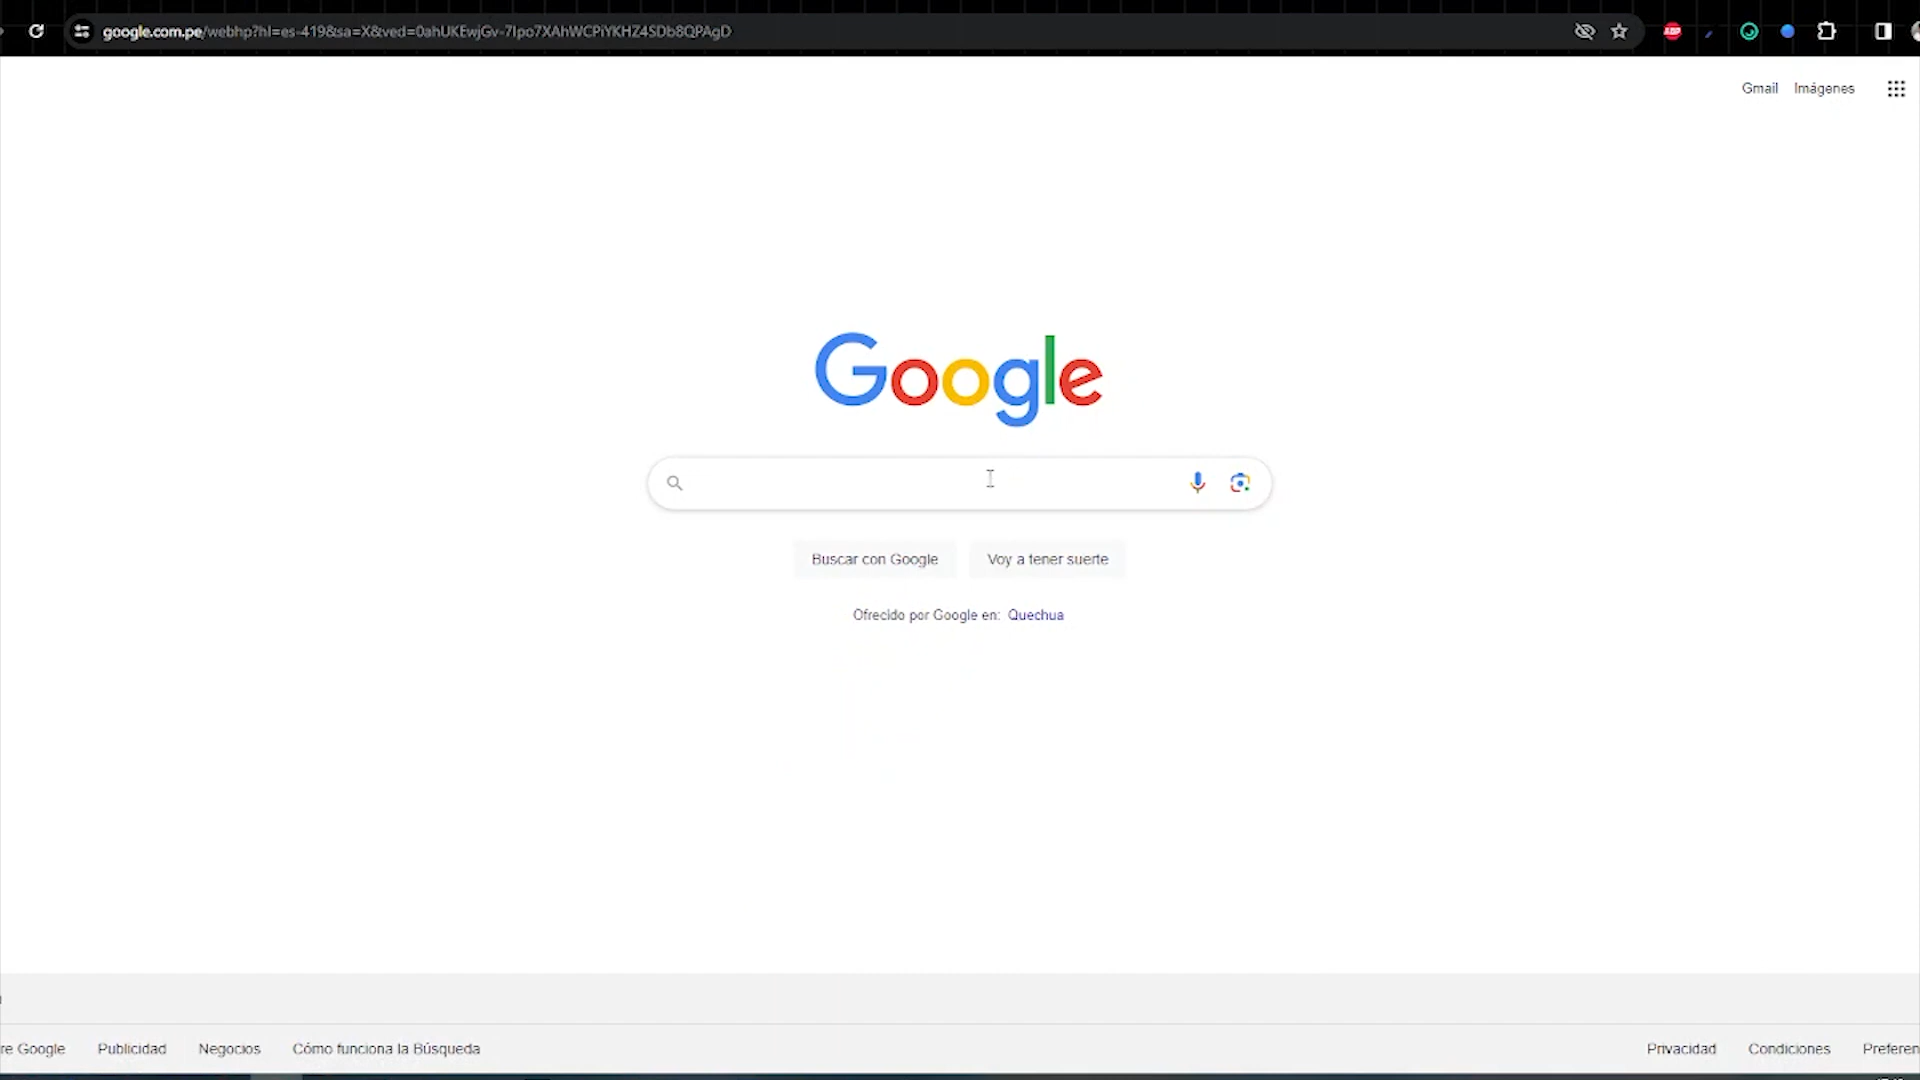 google.com.pe/webhp?hl=es-419&sa=X&ved=0ahUKEwjGv-7Ipo7XAhWCPiYKHZ4SDb8QPAgD
ABP
Gmail Imágenes
Google
Buscar con Google Voy a tener suerte
Ofrecido por Google en: Quechua
re Google Publicidad Negocios Cómo funciona la Búsqueda Privacidad Condiciones Preferen